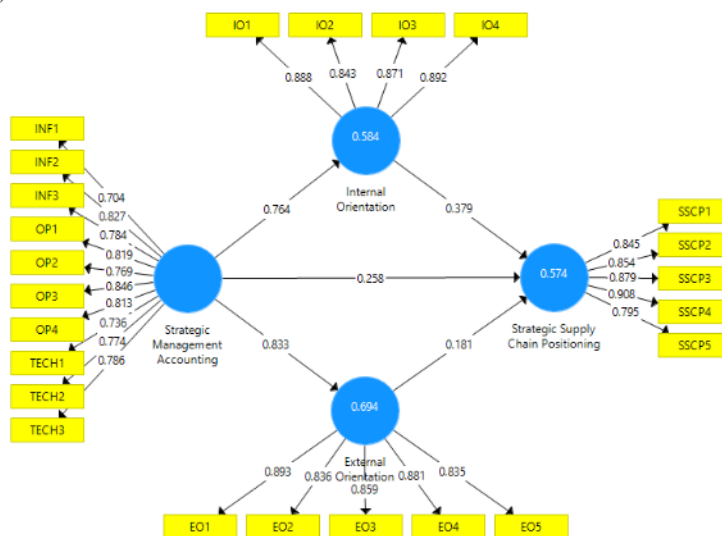 IO1 IO2 IO3 IO4
0.888 0.843 0.871 0.892
INF1
INF2
INF3
OP1
OP2
OP3
OP4
TECH1
TECH2
TECH3
0.704
0.827
0.784
0.819
0.769
0.846
0.813
0.736
0.774
0.786
0.584
Internal
Orientation
0.764
0.379
Strategic
Management
Accounting
0.258
0.574
Strategic Supply
Chain Positioning
0.845
0.854
0.879
0.908
0.795
SSCP1
SSCP2
SSCP3
SSCP4
SSCP5
0.833
0.181
0.694
External
Orientation
0.893 0.836 0.859 0.881 0.835
EO1 EO2 EO3 EO4 EO5